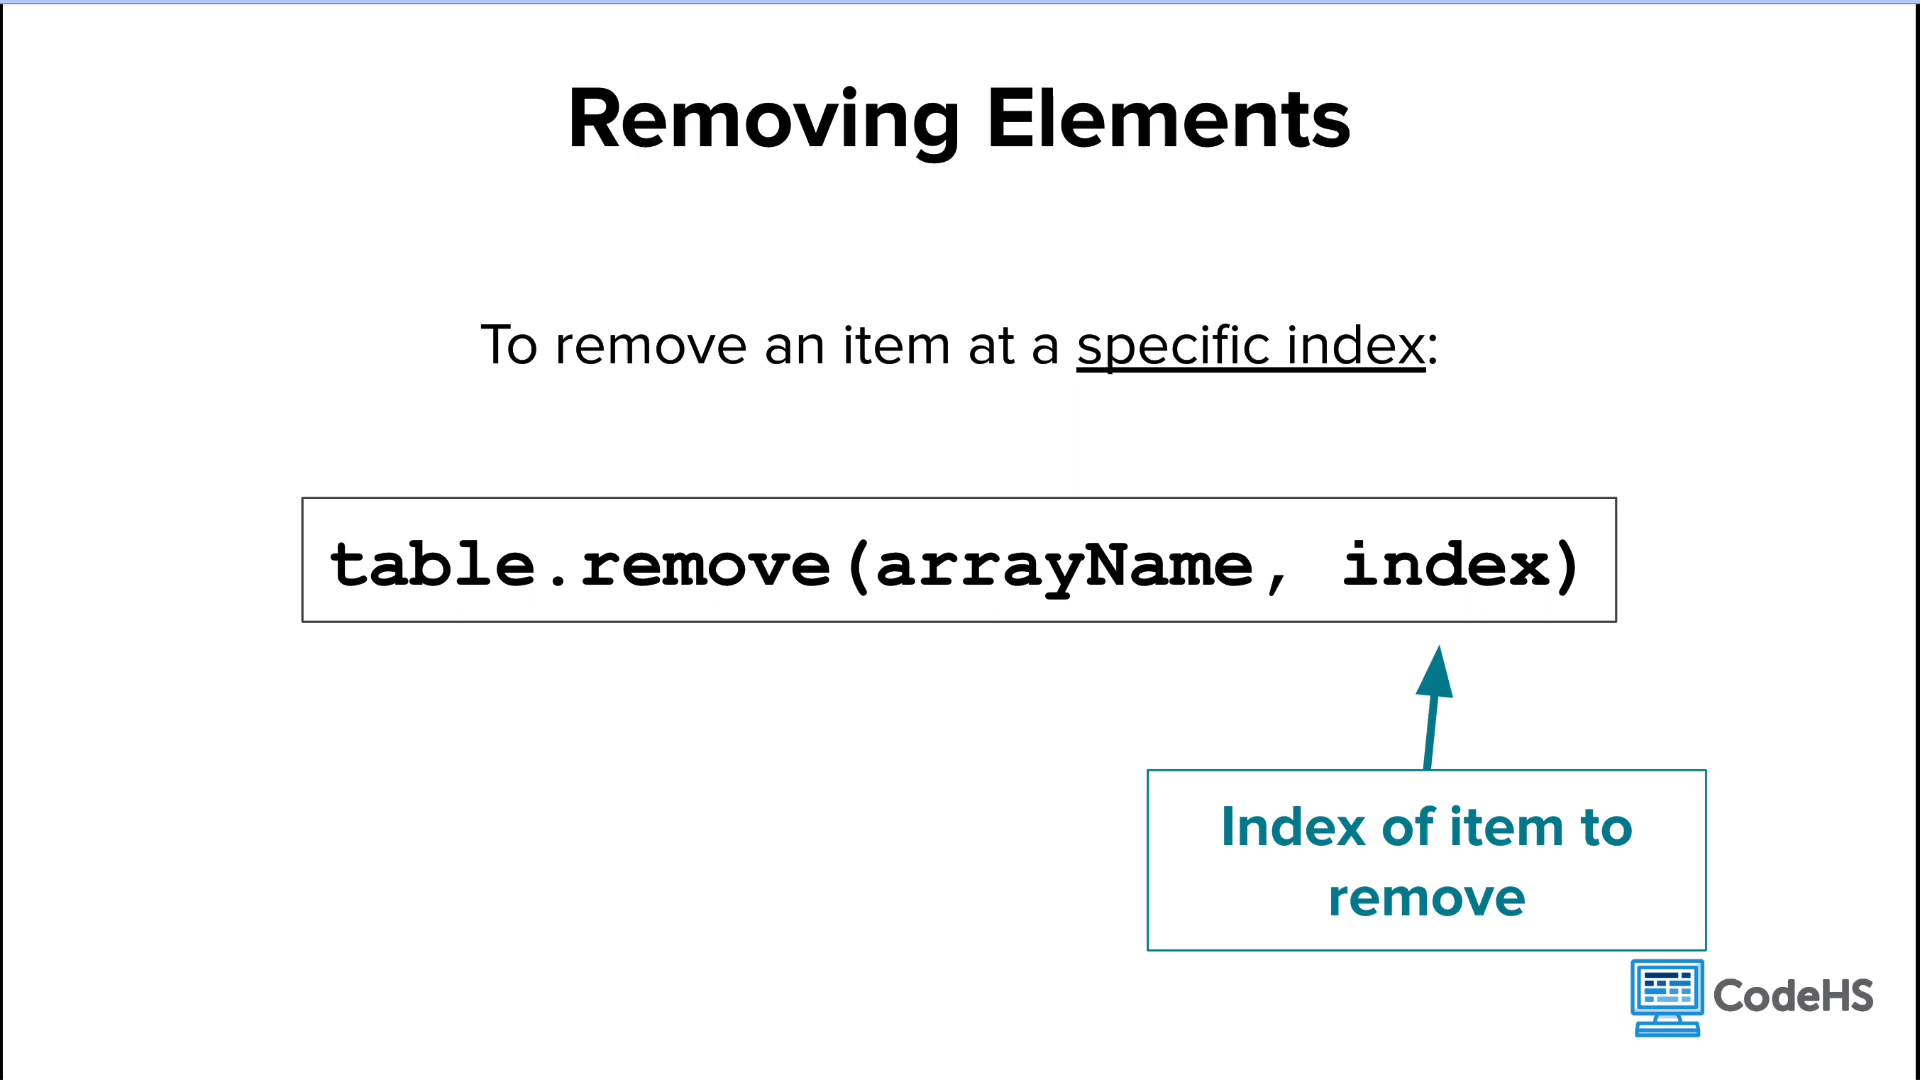 Removing Elements
To remove an item at a specific index:
table.remove(arrayName, index)
Index of item to
remove
CodeHS